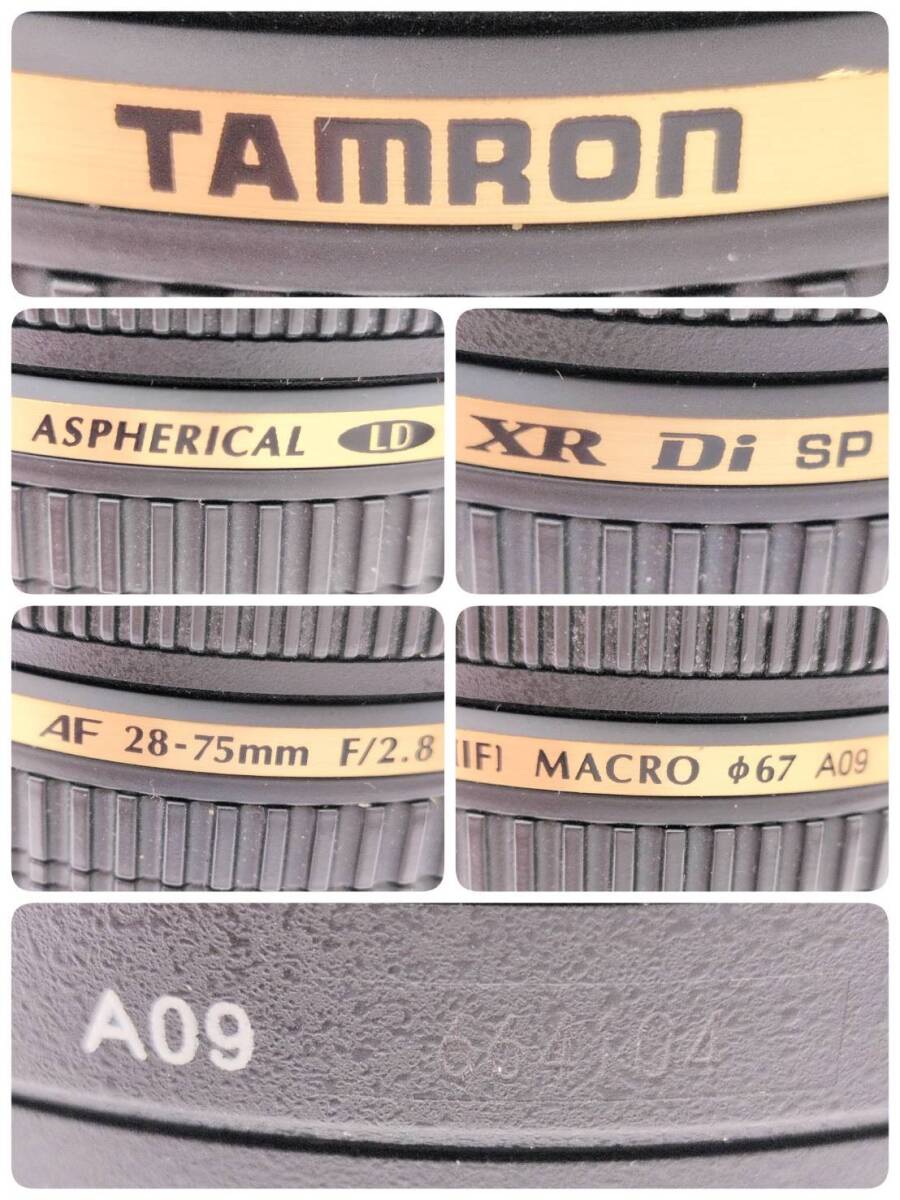 TAMRON
ASPHERICAL LD
XR Di SP
AF 28-75mm F/2.8
(IF) MACRO φ67 A09
A09